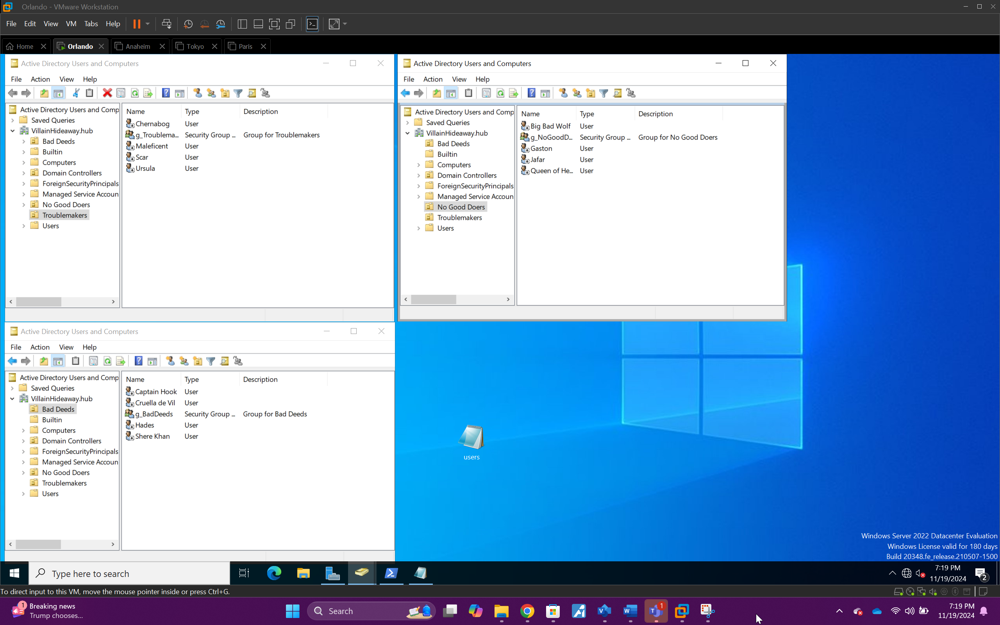 Orlando - VMware Workstation
File Edit View VM Tabs Help
Home Orlando Anaheim Tokyo Paris
Active Directory Users and Computers
File Action View Help
Active Directory Users and Comp
Saved Queries
VillainHideaway.hub
Bad Deeds
Builtin
Computers
Domain Controllers
ForeignSecurityPrincipals
Managed Service Accoun
No Good Doers
Troublemakers
Users
Name Type Description
Chernabog User
g_Troublema... Security Group ... Group for Troublemakers
Maleficent User
Scar User
Ursula User
Active Directory Users and Computers
File Action View Help
Active Directory Users and Comp
Saved Queries
VillainHideaway.hub
Bad Deeds
Builtin
Computers
Domain Controllers
ForeignSecurityPrincipals
Managed Service Accoun
No Good Doers
Troublemakers
Users
Name Type Description
Big Bad Wolf User
g_NoGoodD... Security Group ... Group for No Good Doers
Gaston User
Jafar User
Queen of He... User
Active Directory Users and Computers
File Action View Help
Active Directory Users and Comp
Saved Queries
VillainHideaway.hub
Bad Deeds
Builtin
Computers
Domain Controllers
ForeignSecurityPrincipals
Managed Service Accoun
No Good Doers
Troublemakers
Users
Name Type Description
Captain Hook User
Cruella de Vil User
g_BadDeeds Security Group ... Group for Bad Deeds
Hades User
Shere Khan User
users
Windows Server 2022 Datacenter Evaluation
Windows License valid for 180 days
Build 20348.fe_release.210507-1500
Type here to search
7:19 PM
11/19/2024
2
To direct input to this VM, move the mouse pointer inside or press Ctrl+G.
1
Breaking news
Trump chooses...
Search
1
7:19 PM
11/19/2024